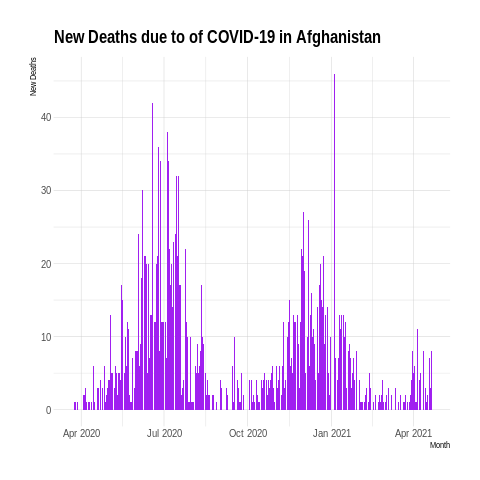 New Deaths due to of COVID-19 in Afghanistan
New Deaths
40
30
20
10
0
Apr 2020 Jul 2020 Oct 2020 Jan 2021 Apr 2021
Month